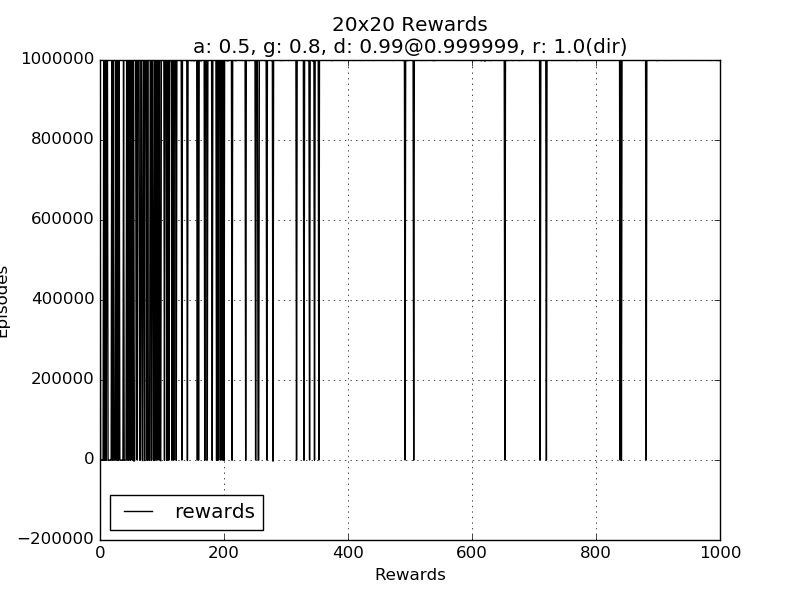 20x20 Rewards
a: 0.5, g: 0.8, d: 0.99@0.999999, r: 1.0(dir)
1000000
800000
600000
400000
200000
0
−200000
Episodes
rewards
0 200 400 600 800 1000
Rewards